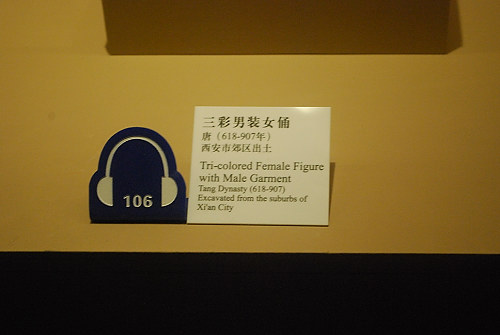 三彩男装女俑
唐（618-907年）
西安市郊区出土
Tri-colored Female Figure
with Male Garment
Tang Dynasty (618-907)
Excavated from the suburbs of
Xi'an City
106